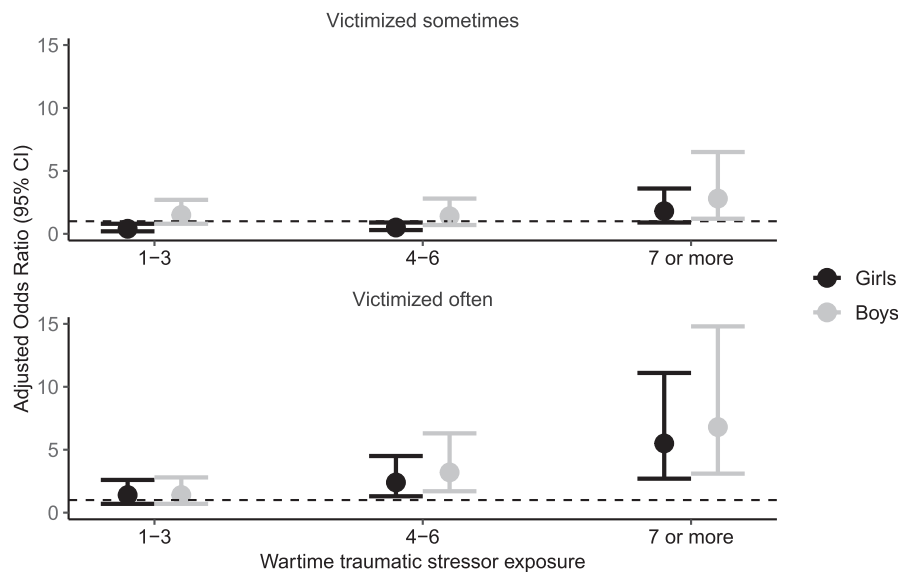 Victimized sometimes
15
10
5
0
1−3 4−6 7 or more
Adjusted Odds Ratio (95% CI)
Girls
Boys
Victimized often
15
10
5
0
1−3 4−6 7 or more
Wartime traumatic stressor exposure